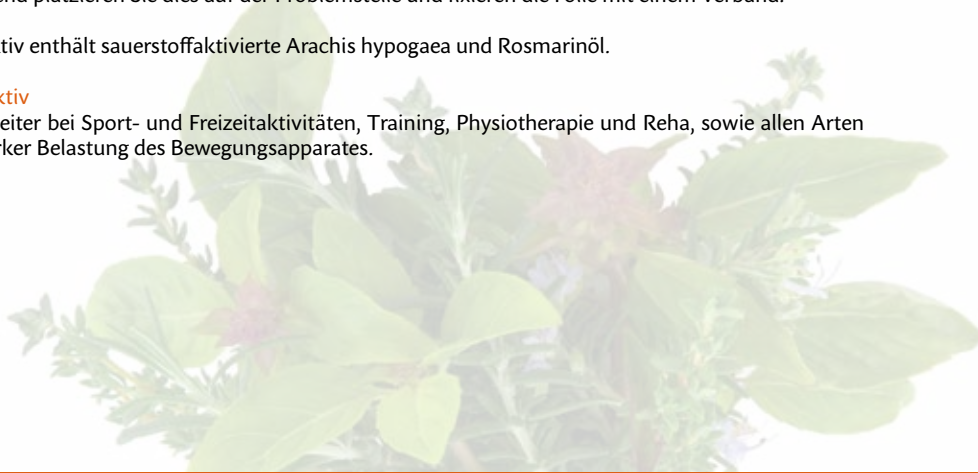 platzieren Sie dies auf der Problemstelle und fixieren die Folie mit einem Verband.
tiv enthält sauerstoffaktivierte Arachis hypogaea und Rosmarinöl.
ktiv
eiter bei Sport- und Freizeitaktivitäten, Training, Physiotherapie und Reha, sowie allen Arten
rker Belastung des Bewegungsapparates.